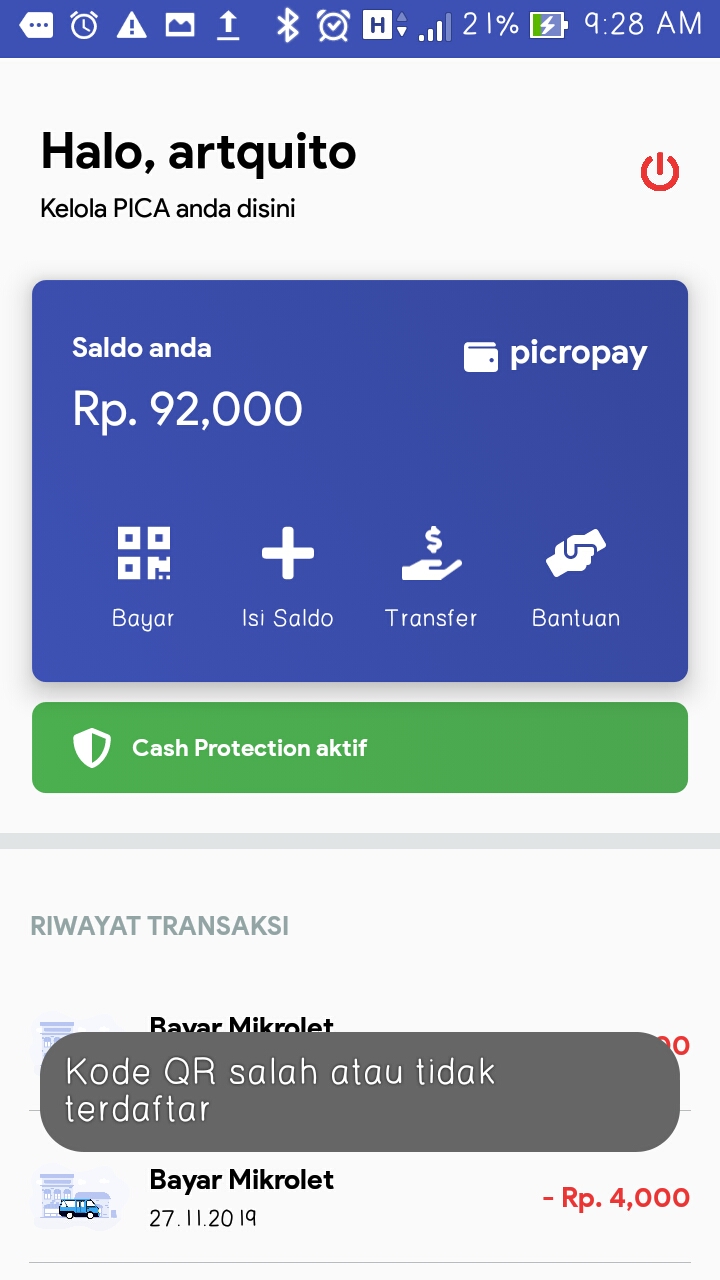 H 21% 9:28 AM
Halo, artquito
Kelola PICA anda disini
Saldo anda
picropay
Rp. 92,000
$
Bayar Isi Saldo Transfer Bantuan
Cash Protection aktif
RIWAYAT TRANSAKSI
Bayar Mikrolet
Kode QR salah atau tidak
terdaftar
Bayar Mikrolet
- Rp. 4,000
27.11.2019